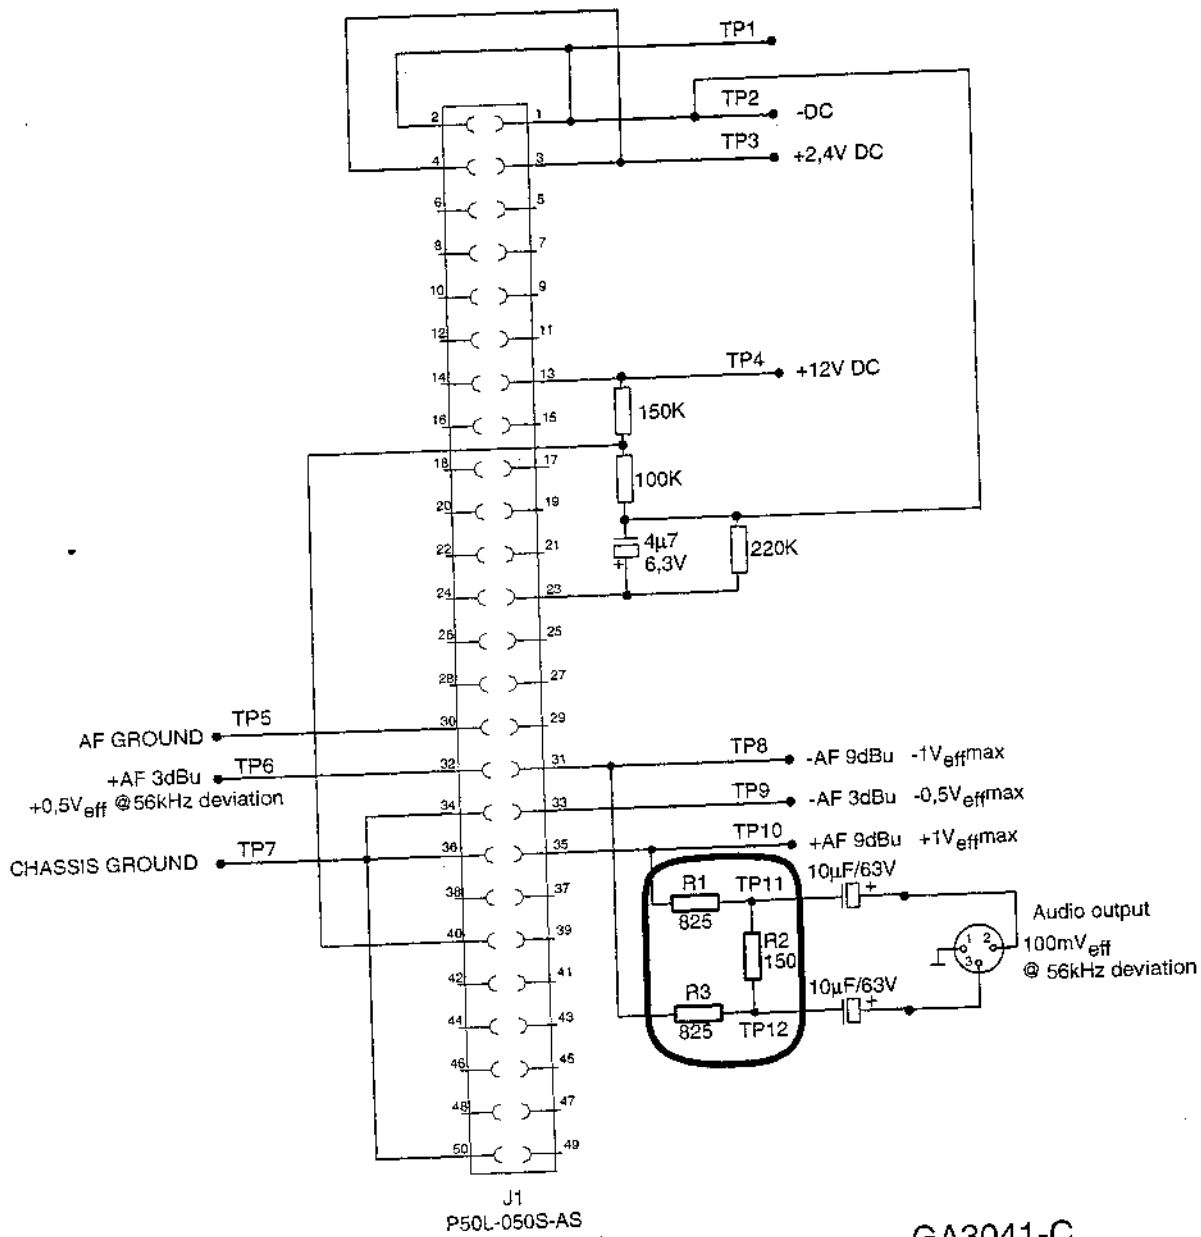 TP1
TP2
-DC
TP3
+2,4V DC
2 1
4 3
6 5
8 7
10 9
12 11
14 13
TP4
+12V DC
150K
16 15
18 17
100K
20 19
22 21
4µ7
6,3V
220K
24 23
26 25
28 27
30 29
AF GROUND
TP5
32 31
+AF 3dBu
TP6
+0,5Veff @56kHz deviation
TP8
-AF 9dBu -1Veffmax
34 33
TP9
-AF 3dBu -0,5Veffmax
CHASSIS GROUND
TP7
36 35
TP10
+AF 9dBu +1Veffmax
10µF/63V
+
38 37
R1
825
TP11
40 39
R2
150
Audio output
1 2
3
100mVeff
@ 56kHz deviation
42 41
10µF/63V
+
44 43
R3
825
TP12
46 45
48 47
50 49
J1
P50L-050S-AS
GA3041-C